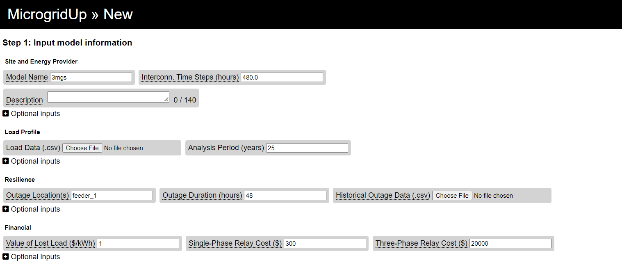 MicrogridUp » New
Step 1: Input model information
Site and Energy Provider
Model Name 3mgs Interconn. Time Steps (hours) 480.0
Description 0 / 140
Optional inputs
Load Profile
Load Data (.csv) Choose File No file chosen Analysis Period (years) 25
Optional inputs
Resilience
Outage Location(s) feeder_1 Outage Duration (hours) 48 Historical Outage Data (.csv) Choose File No file chosen
Optional inputs
Financial
Value of Lost Load ($/kWh) 1 Single-Phase Relay Cost ($) 300 Three-Phase Relay Cost ($) 20000
Optional inputs